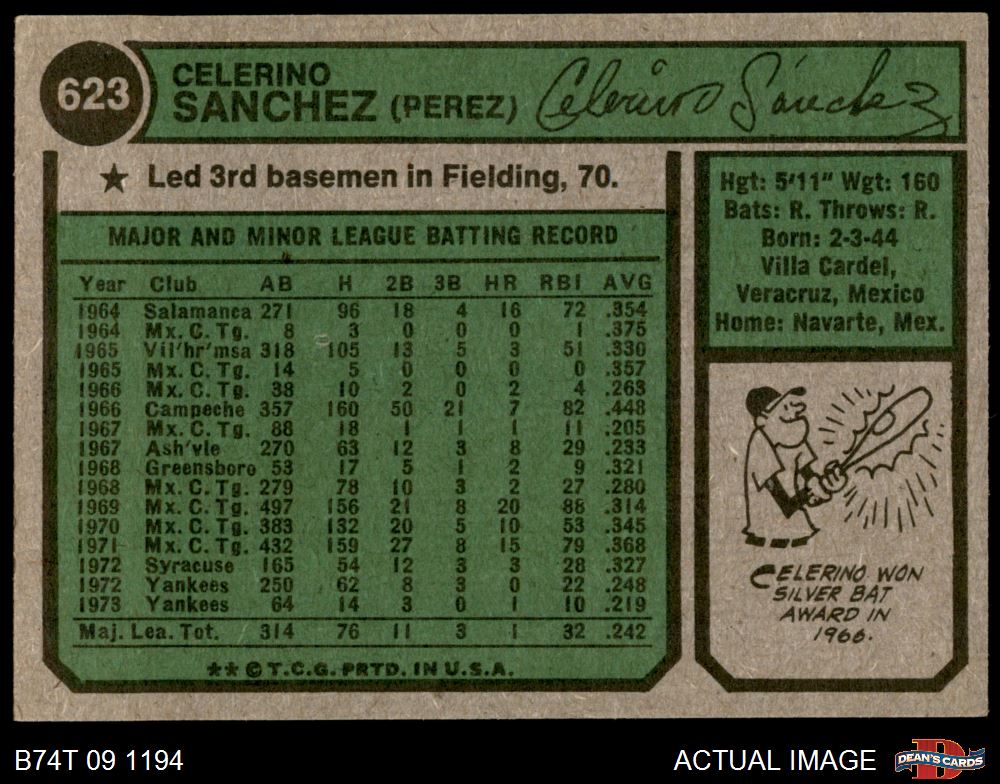 623
CELERINO
SANCHEZ (PEREZ)
Celerino Sánchez
★ Led 3rd basemen in Fielding, 70.
MAJOR AND MINOR LEAGUE BATTING RECORD
Year Club AB H 2B 3B HR RBI AVG
1964 Salamanca 271 96 18 4 16 72 .354
1964 Mx. C. Tg. 8 3 0 0 0 1 .375
1965 Vil'hr'msa 318 105 13 5 3 51 .330
1965 Mx. C. Tg. 14 5 0 0 0 0 .357
1966 Mx. C. Tg. 38 10 2 0 2 4 .263
1966 Campeche 357 160 50 21 7 82 .448
1967 Mx. C. Tg. 88 18 1 1 1 11 .205
1967 Ash'vle 270 63 12 3 8 29 .233
1968 Greensboro 53 17 5 1 2 9 .321
1968 Mx. C. Tg. 279 78 10 3 2 27 .280
1969 Mx. C. Tg. 497 156 21 8 20 88 .314
1970 Mx. C. Tg. 383 132 20 5 10 53 .345
1971 Mx. C. Tg. 432 159 27 8 15 79 .368
1972 Syracuse 165 54 12 3 3 28 .327
1972 Yankees 250 62 8 3 0 22 .248
1973 Yankees 64 14 3 0 1 10 .219
Maj. Lea. Tot. 314 76 11 3 1 32 .242
★★ © T.C.G. PRTD. IN U.S.A.
Hgt: 5'11" Wgt: 160
Bats: R. Throws: R.
Born: 2-3-44
Villa Cardel,
Veracruz, Mexico
Home: Navarte, Mex.
CELERINO WON
SILVER BAT
AWARD IN
1966.
B74T 09 1194
ACTUAL IMAGE
D
DEAN'S CARDS